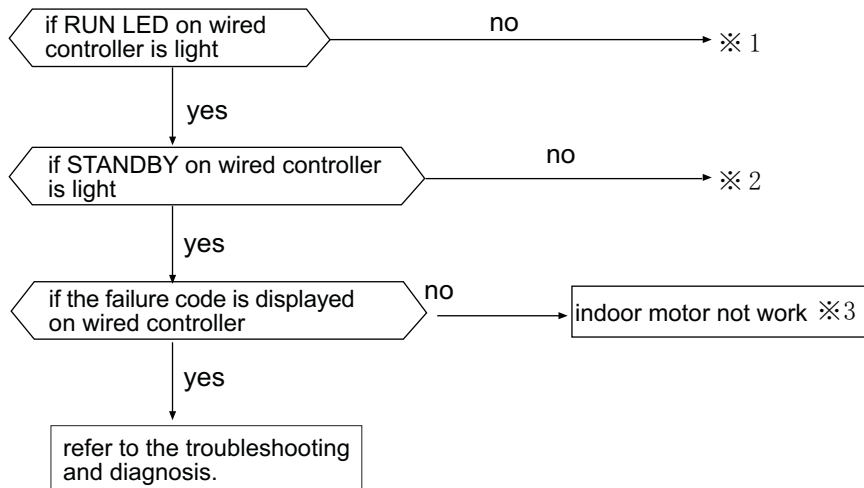 if RUN LED on wired
controller is light
no
※1
yes
if STANDBY on wired controller
is light
no
※2
yes
if the failure code is displayed
on wired controller
no
indoor motor not work ※3
yes
refer to the troubleshooting
and diagnosis.